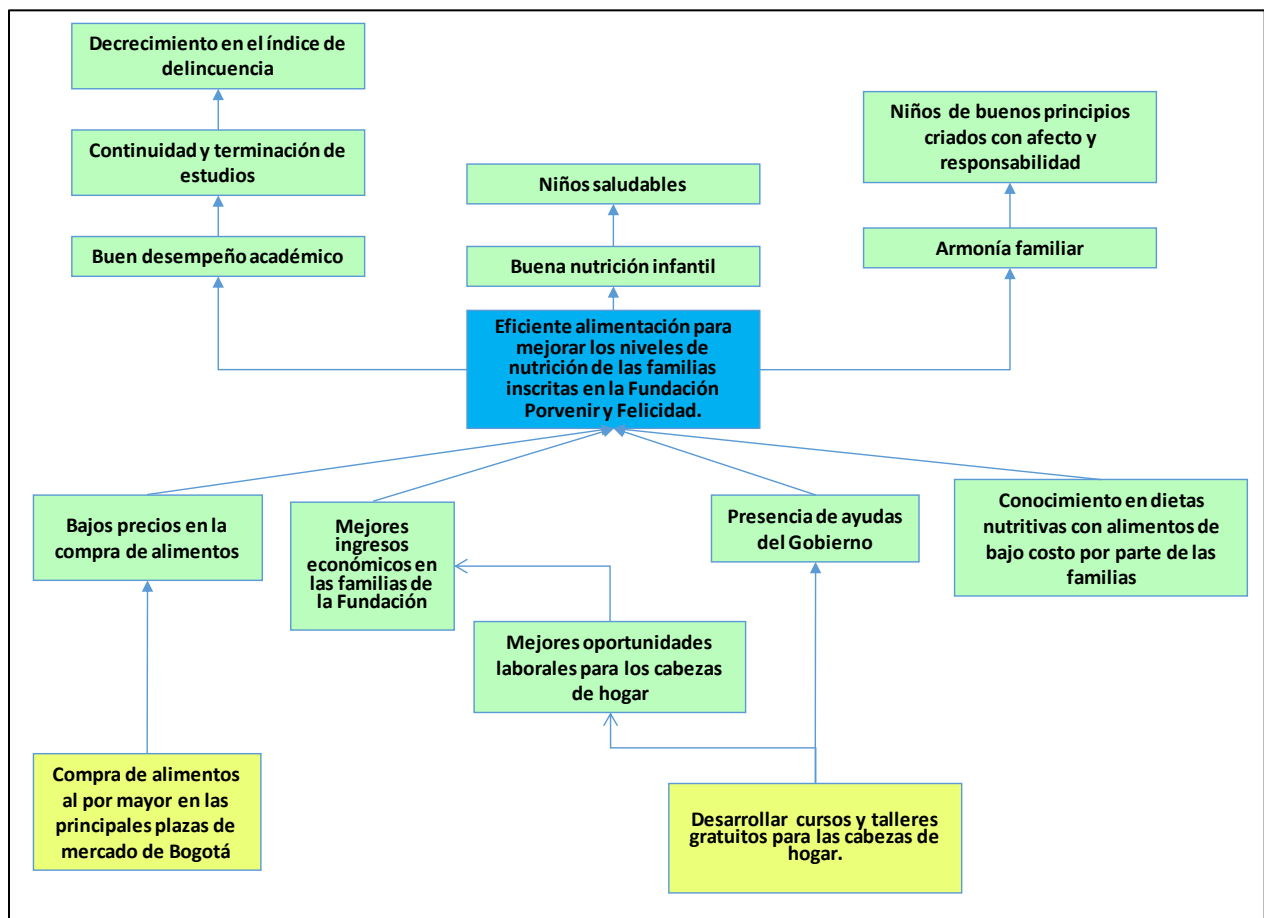 Decrecimiento en el índice de
delincuencia
Continuidad y terminación de
estudios
Buen desempeño académico
Niños saludables
Buena nutrición infantil
Niños de buenos principios
criados con afecto y
responsabilidad
Armonía familiar
Eficiente alimentación para
mejorar los niveles de
nutrición de las familias
inscritas en la Fundación
Porvenir y Felicidad.
Bajos precios en la
compra de alimentos
Mejores
ingresos
económicos en
las familias de
la Fundación
Presencia de ayudas
del Gobierno
Conocimiento en dietas
nutritivas con alimentos de
bajo costo por parte de las
familias
Mejores oportunidades
laborales para los cabezas
de hogar
Compra de alimentos
al por mayor en las
principales plazas de
mercado de Bogotá
Desarrollar cursos y talleres
gratuitos para las cabezas de
hogar.